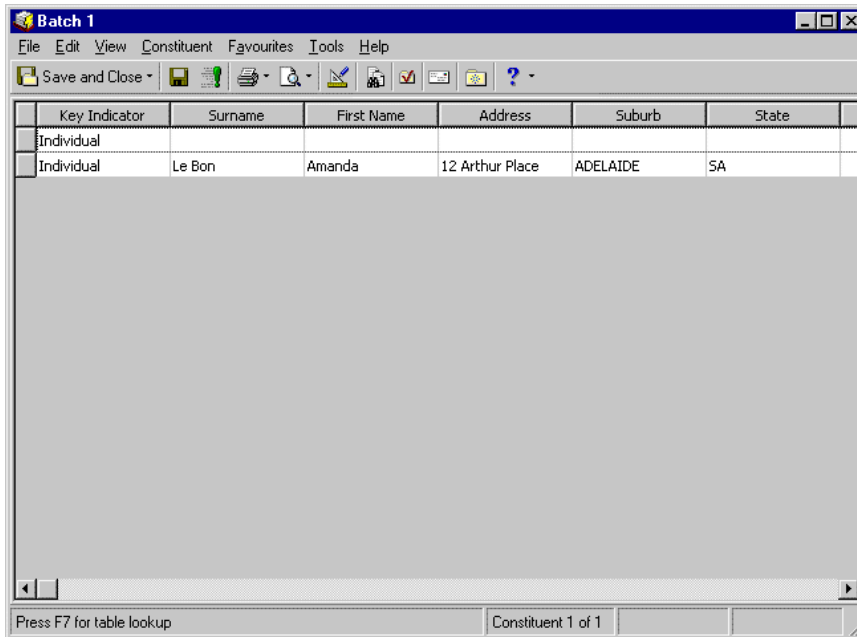 Batch 1
File Edit View Constituent Favourites Tools Help
Save and Close ?
Key Indicator Surname First Name Address Suburb State
Individual
Individual Le Bon Amanda 12 Arthur Place ADELAIDE SA
Press F7 for table lookup Constituent 1 of 1